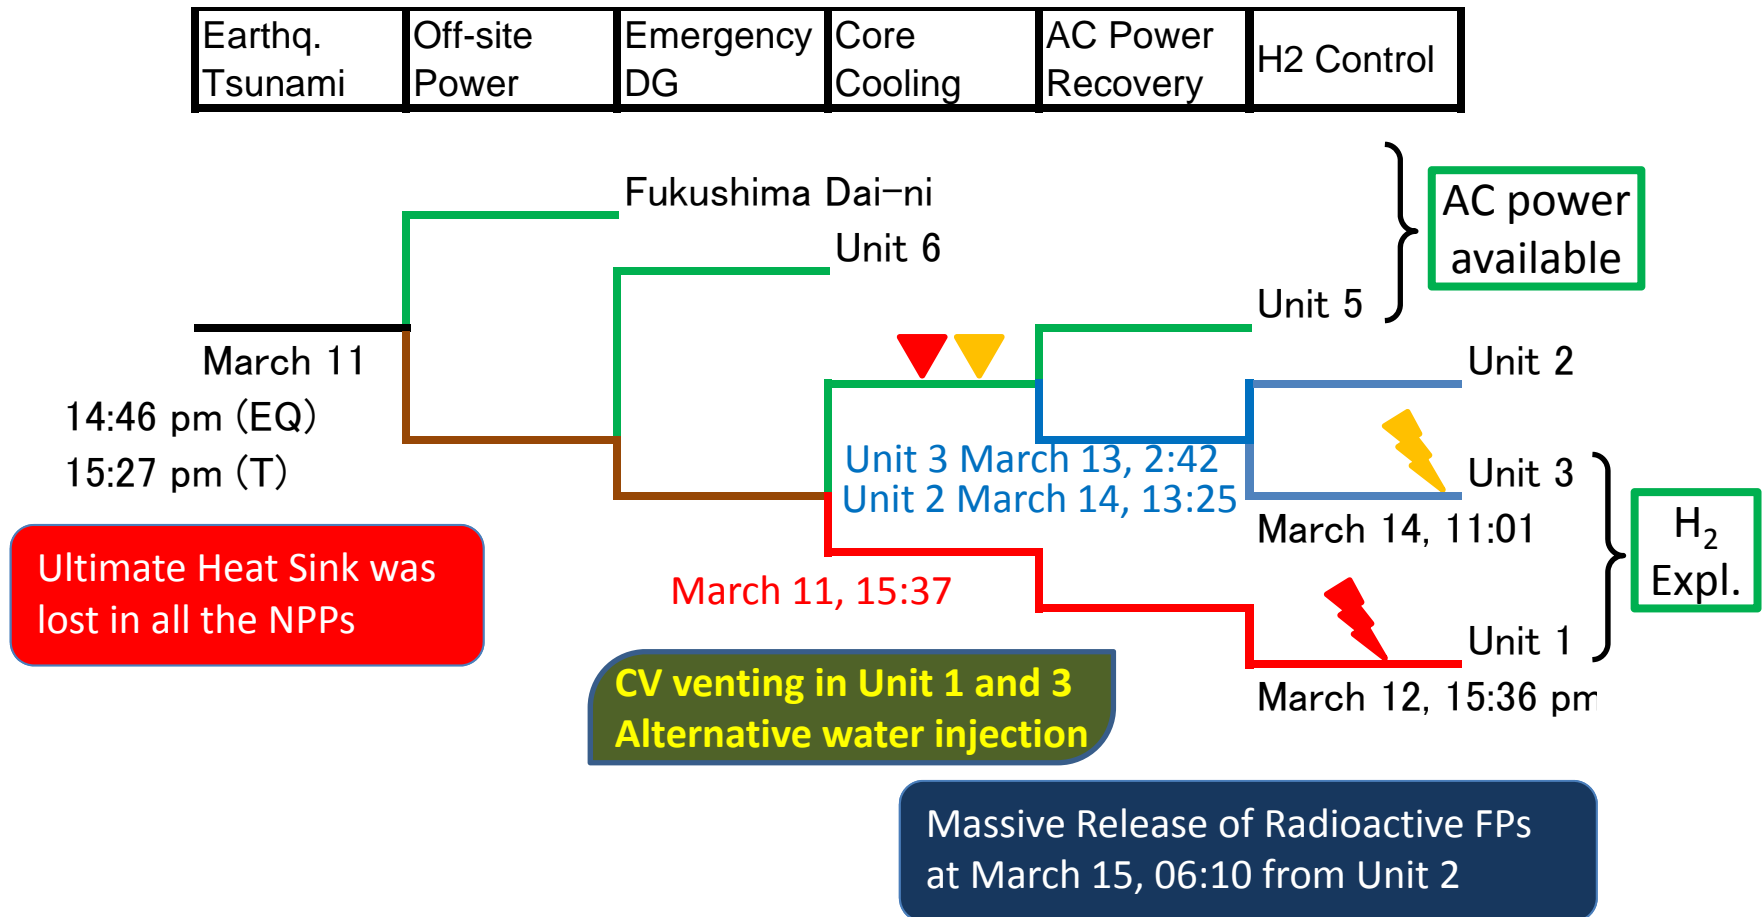 Earthq.
Tsunami
Off-site
Power
Emergency
DG
Core
Cooling
AC Power
Recovery
H2 Control
Fukushima Dai-ni
Unit 6
AC power
available
Unit 5
March 11
14:46 pm (EQ)
15:27 pm (T)
Unit 2
Unit 3 March 13, 2:42
Unit 2 March 14, 13:25
Unit 3
March 14, 11:01
H2
Expl.
Ultimate Heat Sink was
lost in all the NPPs
March 11, 15:37
Unit 1
March 12, 15:36 pm
CV venting in Unit 1 and 3
Alternative water injection
Massive Release of Radioactive FPs
at March 15, 06:10 from Unit 2